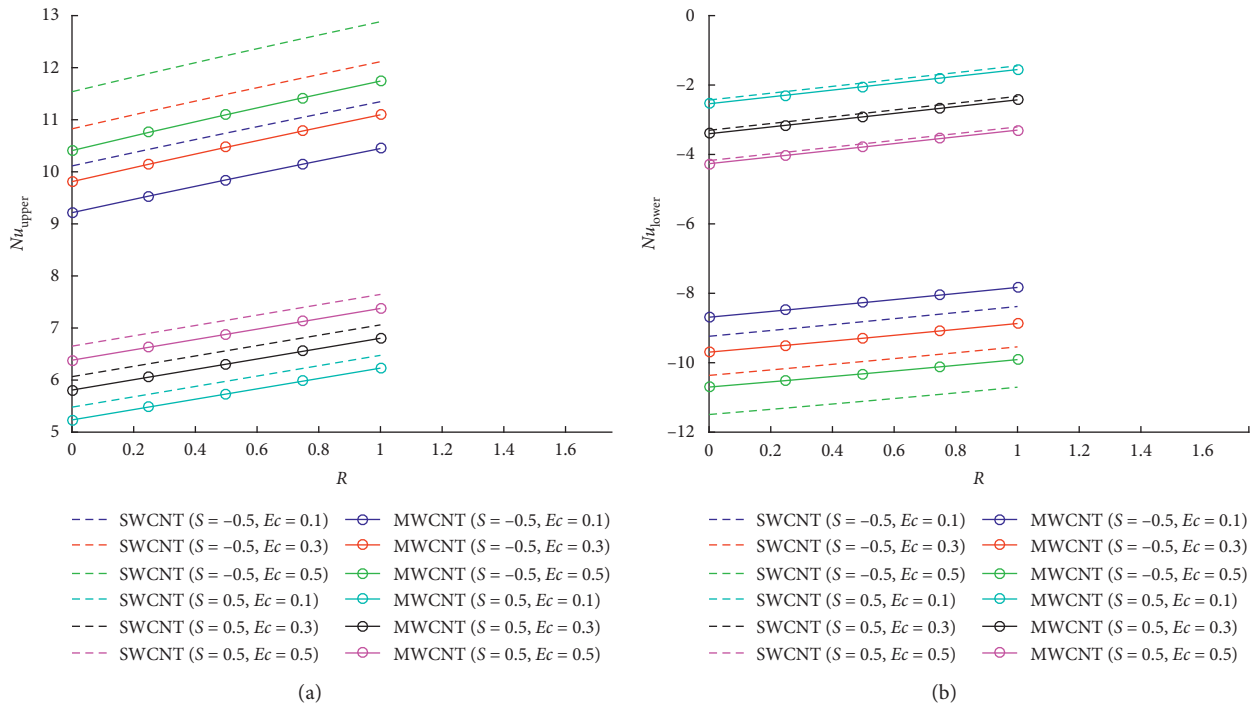 13
12
11
10
9
8
7
6
5
Nu upper
0 0.2 0.4 0.6 0.8 1 1.2 1.4 1.6
R
SWCNT (S = –0.5, Ec = 0.1)
SWCNT (S = –0.5, Ec = 0.3)
SWCNT (S = –0.5, Ec = 0.5)
SWCNT (S = 0.5, Ec = 0.1)
SWCNT (S = 0.5, Ec = 0.3)
SWCNT (S = 0.5, Ec = 0.5)
MWCNT (S = –0.5, Ec = 0.1)
MWCNT (S = –0.5, Ec = 0.3)
MWCNT (S = –0.5, Ec = 0.5)
MWCNT (S = 0.5, Ec = 0.1)
MWCNT (S = 0.5, Ec = 0.3)
MWCNT (S = 0.5, Ec = 0.5)
(a)
0
–2
–4
–6
–8
–10
–12
Nu lower
0 0.2 0.4 0.6 0.8 1 1.2 1.4 1.6
R
SWCNT (S = –0.5, Ec = 0.1)
SWCNT (S = –0.5, Ec = 0.3)
SWCNT (S = –0.5, Ec = 0.5)
SWCNT (S = 0.5, Ec = 0.1)
SWCNT (S = 0.5, Ec = 0.3)
SWCNT (S = 0.5, Ec = 0.5)
MWCNT (S = –0.5, Ec = 0.1)
MWCNT (S = –0.5, Ec = 0.3)
MWCNT (S = –0.5, Ec = 0.5)
MWCNT (S = 0.5, Ec = 0.1)
MWCNT (S = 0.5, Ec = 0.3)
MWCNT (S = 0.5, Ec = 0.5)
(b)